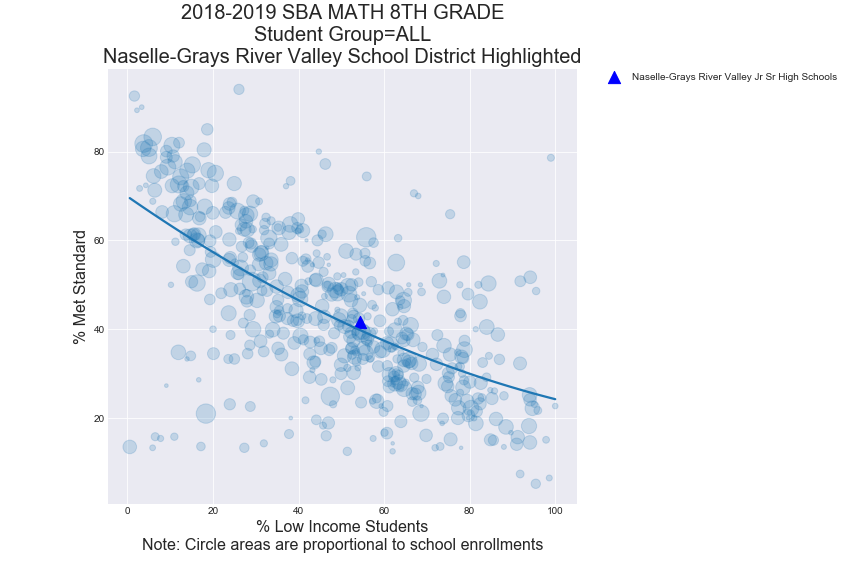 2018-2019 SBA MATH 8TH GRADE
Student Group=ALL
Naselle-Grays River Valley School District Highlighted
Naselle-Grays River Valley Jr Sr High Schools
% Met Standard
80
60
40
20
0 20 40 60 80 100
% Low Income Students
Note: Circle areas are proportional to school enrollments